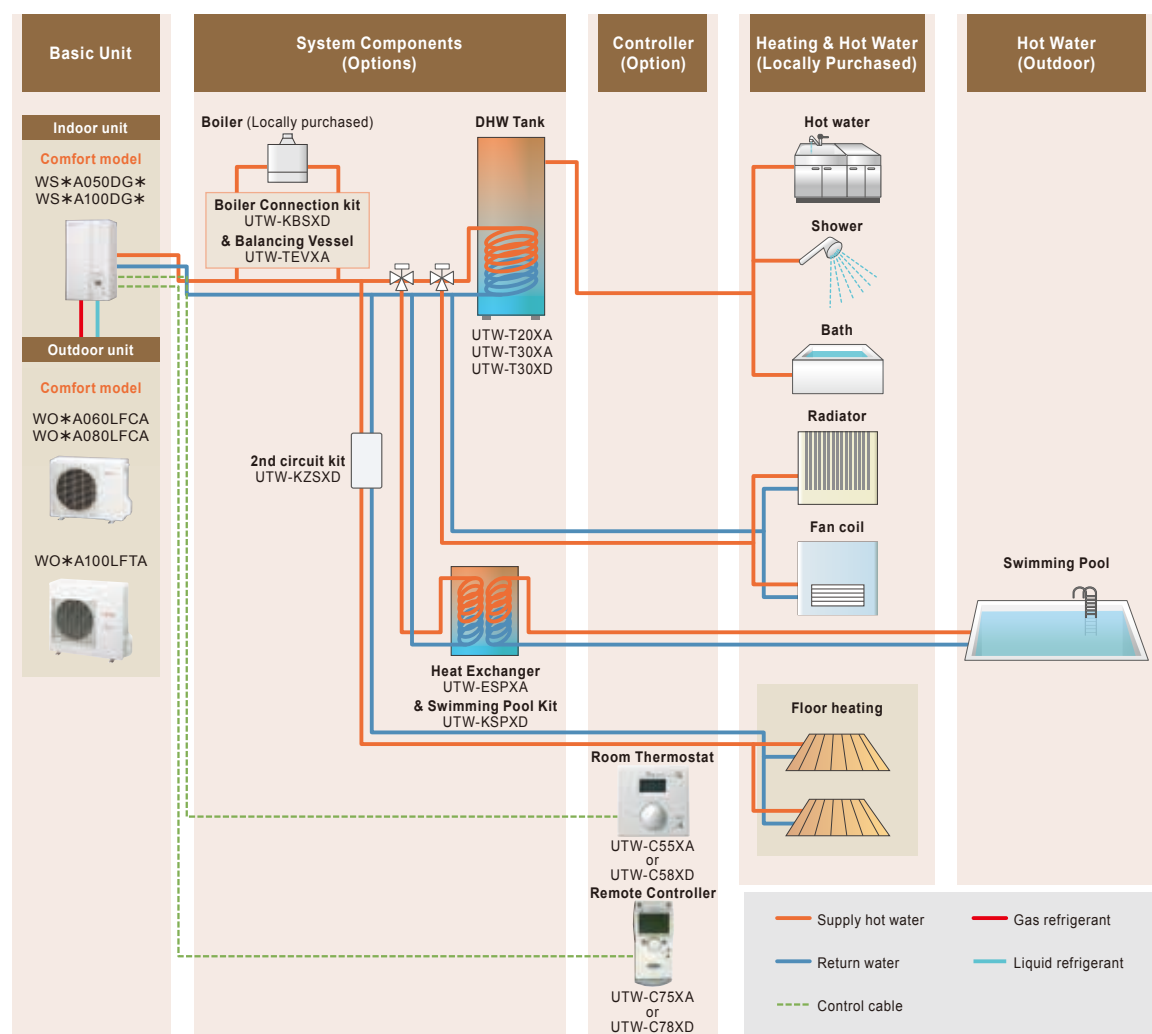 Basic Unit
System Components
(Options)
Controller
(Option)
Heating & Hot Water
(Locally Purchased)
Hot Water
(Outdoor)
Indoor unit
Comfort model
WS∗A050DG∗
WS∗A100DG∗
Outdoor unit
Comfort model
WO∗A060LFCA
WO∗A080LFCA
WO∗A100LFTA
Boiler (Locally purchased)
Boiler Connection kit
UTW-KBSXD
& Balancing Vessel
UTW-TEVXA
DHW Tank
UTW-T20XA
UTW-T30XA
UTW-T30XD
2nd circuit kit
UTW-KZSXD
Heat Exchanger
UTW-ESPXA
& Swimming Pool Kit
UTW-KSPXD
Room Thermostat
UTW-C55XA
or
UTW-C58XD
Remote Controller
UTW-C75XA
or
UTW-C78XD
Hot water
Shower
Bath
Radiator
Fan coil
Floor heating
Swimming Pool
Supply hot water
Gas refrigerant
Return water
Liquid refrigerant
Control cable